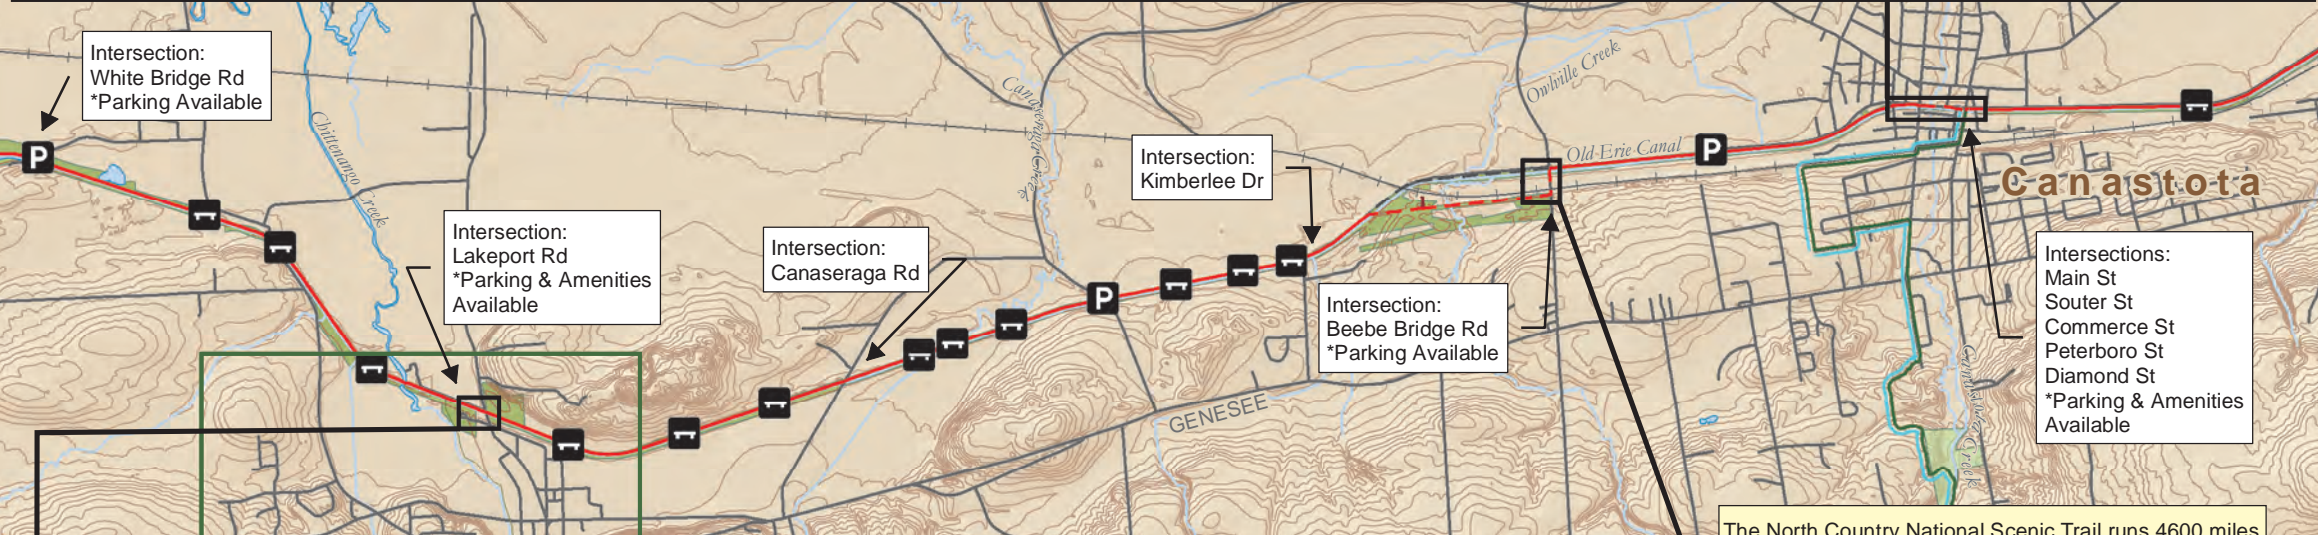 Intersection:
White Bridge Rd
*Parking Available
P
Chittenango Creek
Intersection:
Lakeport Rd
*Parking & Amenities
Available
Intersection:
Canaseraga Rd
Canaseraga Creek
P
Intersection:
Kimberlee Dr
GENESEE
Intersection:
Beebe Bridge Rd
*Parking Available
Owlville Creek
Old Erie Canal
P
Canastota
Intersections:
Main St
Souter St
Commerce St
Peterboro St
Diamond St
*Parking & Amenities
Available
Creek
The North Country National Scenic Trail runs 4600 miles